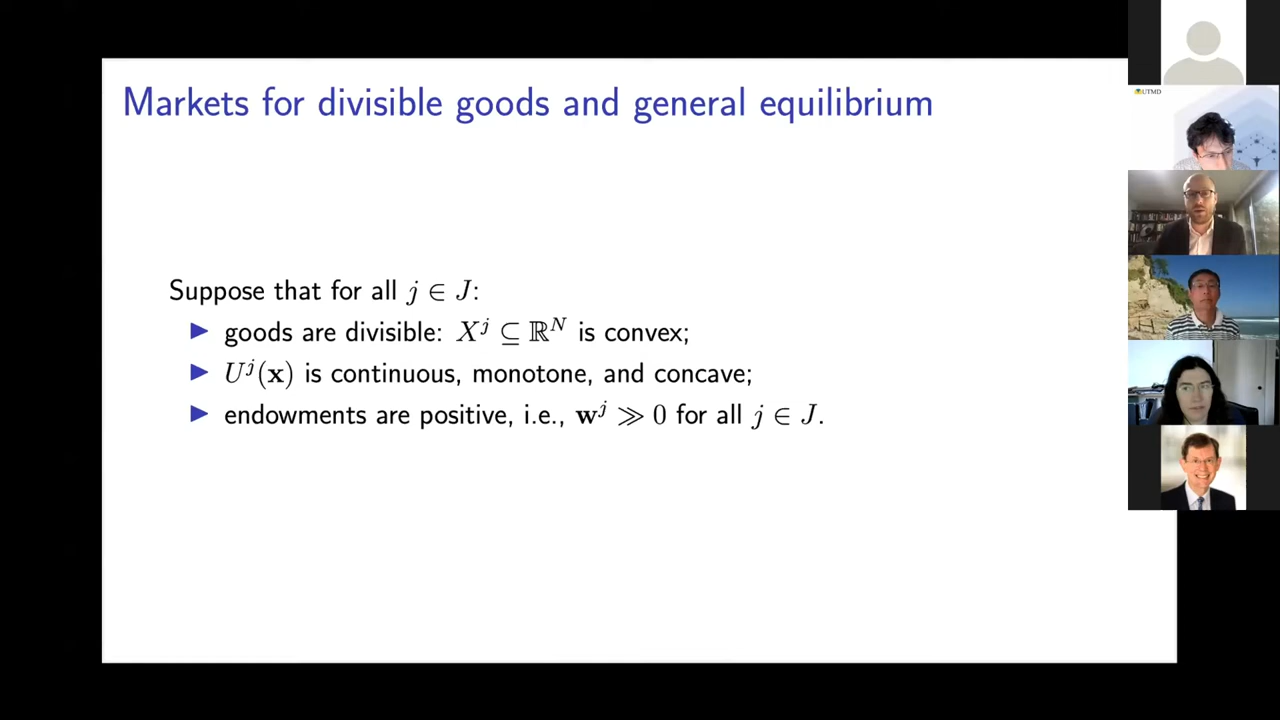 Markets for divisible goods and general equilibrium
UTMD
Suppose that for all j ∈ J:
▶ goods are divisible: X^j ⊆ ℝ^N is convex;
▶ U^j(𝐱) is continuous, monotone, and concave;
▶ endowments are positive, i.e., 𝐰^j ≫ 0 for all j ∈ J.